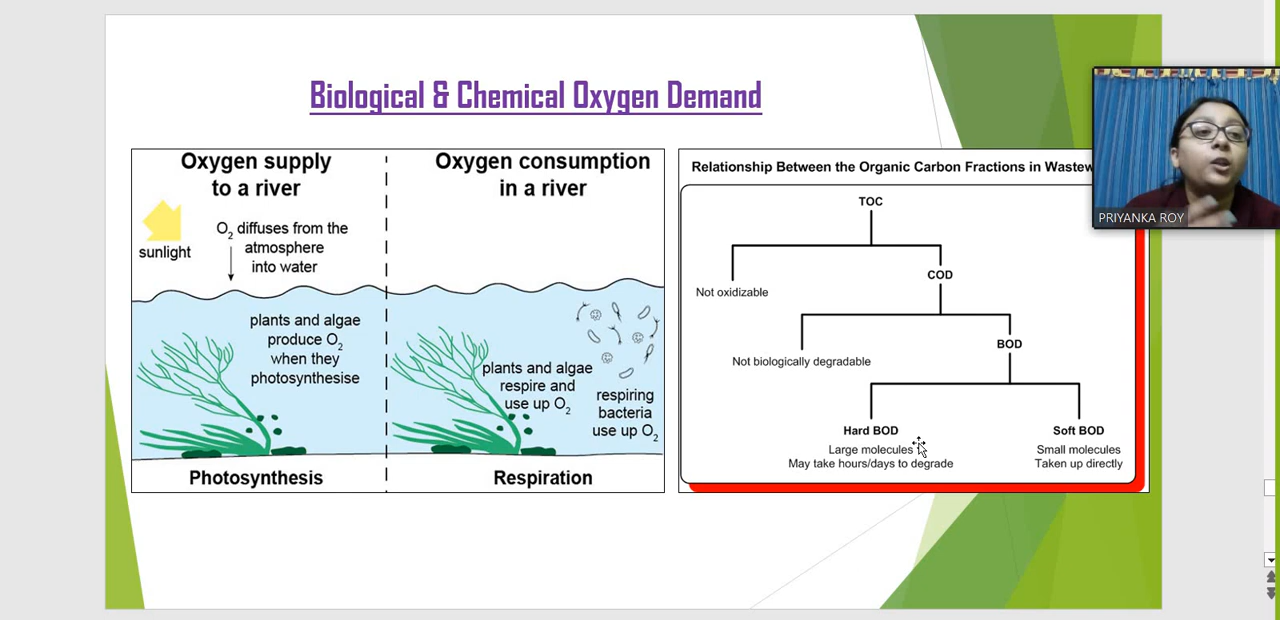 Biological & Chemical Oxygen Demand
Oxygen supply
to a river
O2 diffuses from the
atmosphere
into water
sunlight
plants and algae
produce O2
when they
photosynthesise
Photosynthesis
Oxygen consumption
in a river
plants and algae
respire and
use up O2
respiring
bacteria
use up O2
Respiration
Relationship Between the Organic Carbon Fractions in
TOC
Not oxidizable
COD
Not biologically degradable
BOD
Hard BOD
Large molecules
May take hours/days to degrade
Soft BOD
Small molecules
Taken up directly
PRIYANKA ROY